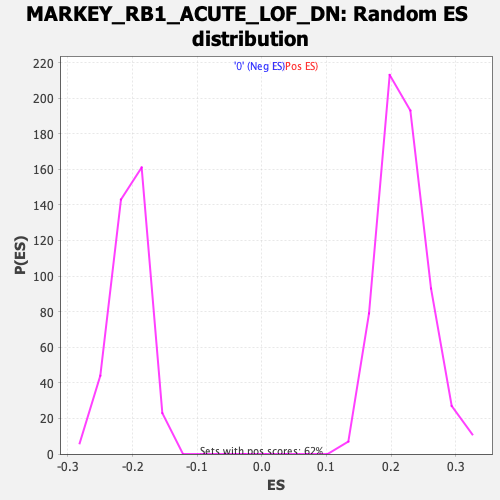 MARKEY_RB1_ACUTE_LOF_DN: Random ES
distribution
'0' (Neg ES)Pos ES)
220
200
180
160
140
120
100
80
60
40
20
0
P(ES)
Sets with pos scores: 62%
-0.3 -0.2 -0.1 0.0 0.1 0.2 0.3
ES